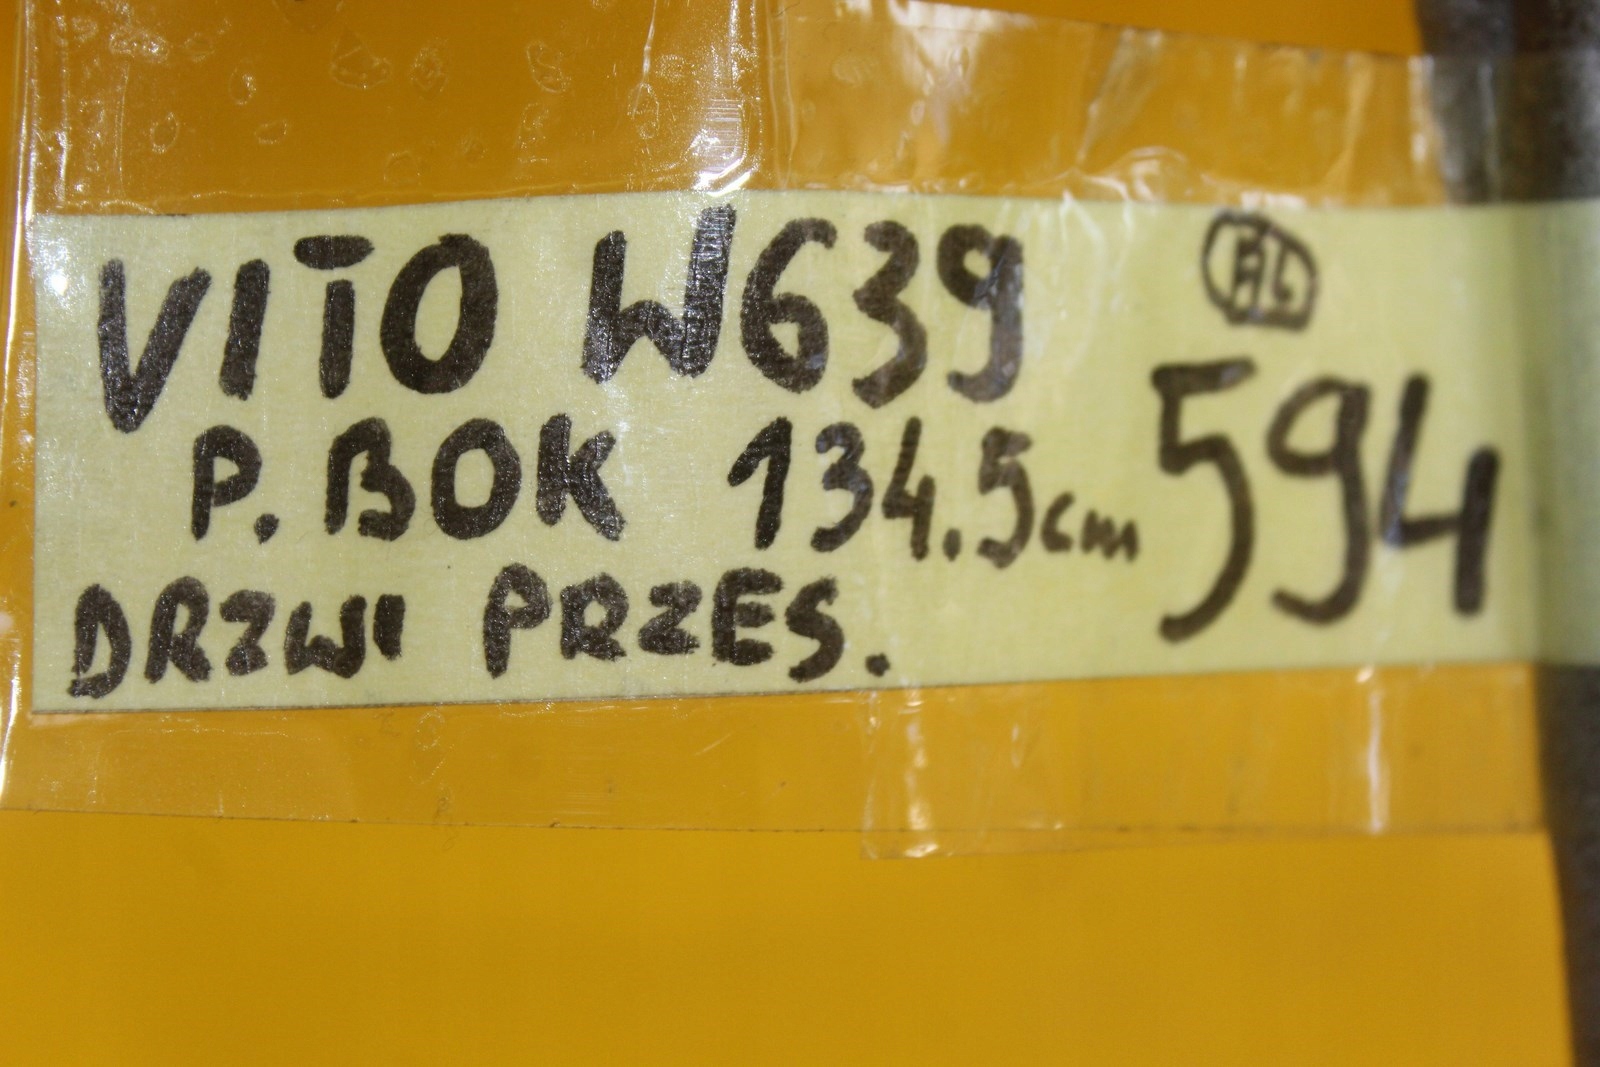 VITO W639
P. BOK 134.5cm
DRZWI PRZES.
594